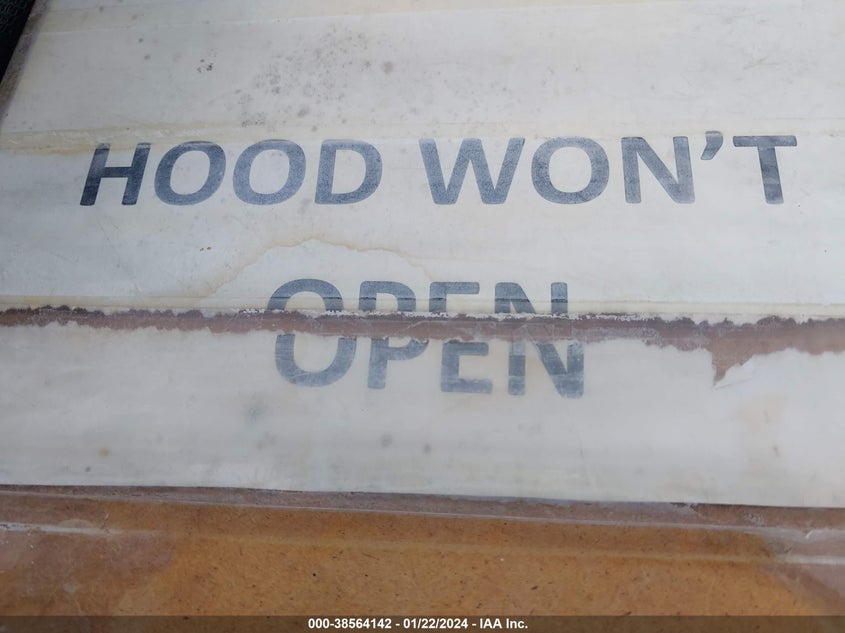 HOOD WON'T
OPEN
000-38564142 - 01/22/2024 - IAA Inc.